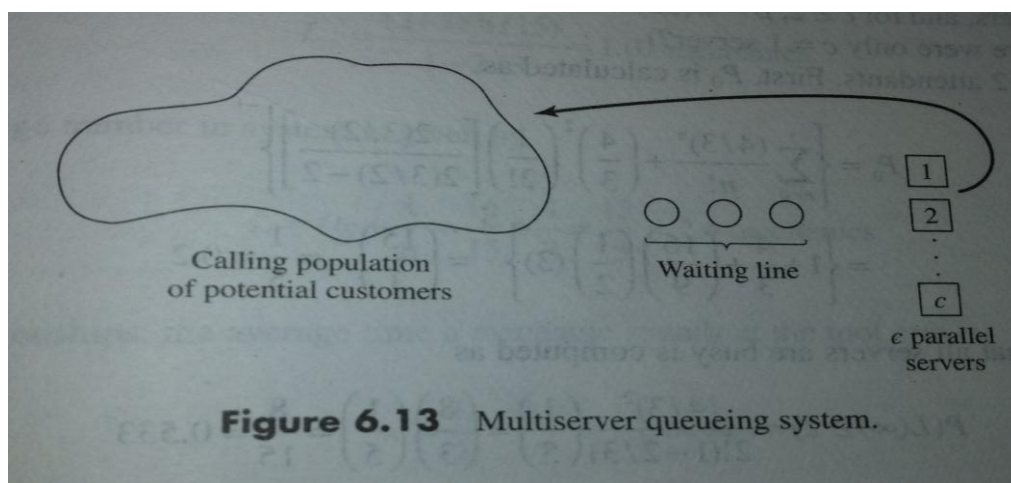 Calling population
of potential customers
Waiting line
1
2
c
c parallel
servers
Figure 6.13 Multiserver queueing system.